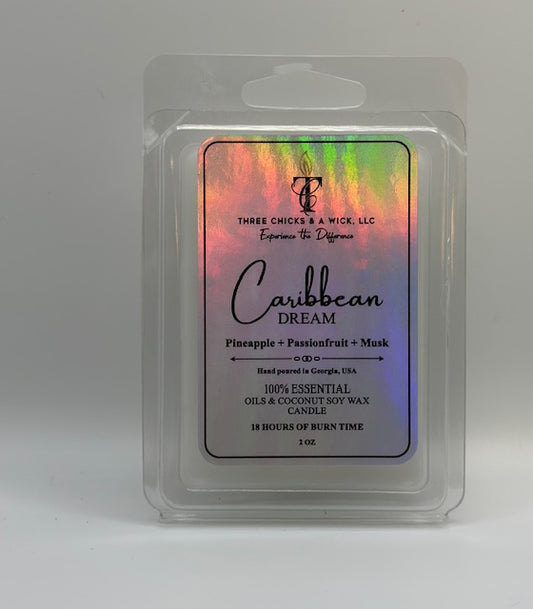 TC
THREE CHICKS & A WICK, LLC
Experience the Difference
Caribbean
DREAM
Pineapple + Passionfruit + Musk
Hand poured in Georgia, USA
100% ESSENTIAL
OILS & COCONUT SOY WAX
CANDLE
18 HOURS OF BURN TIME
2 OZ